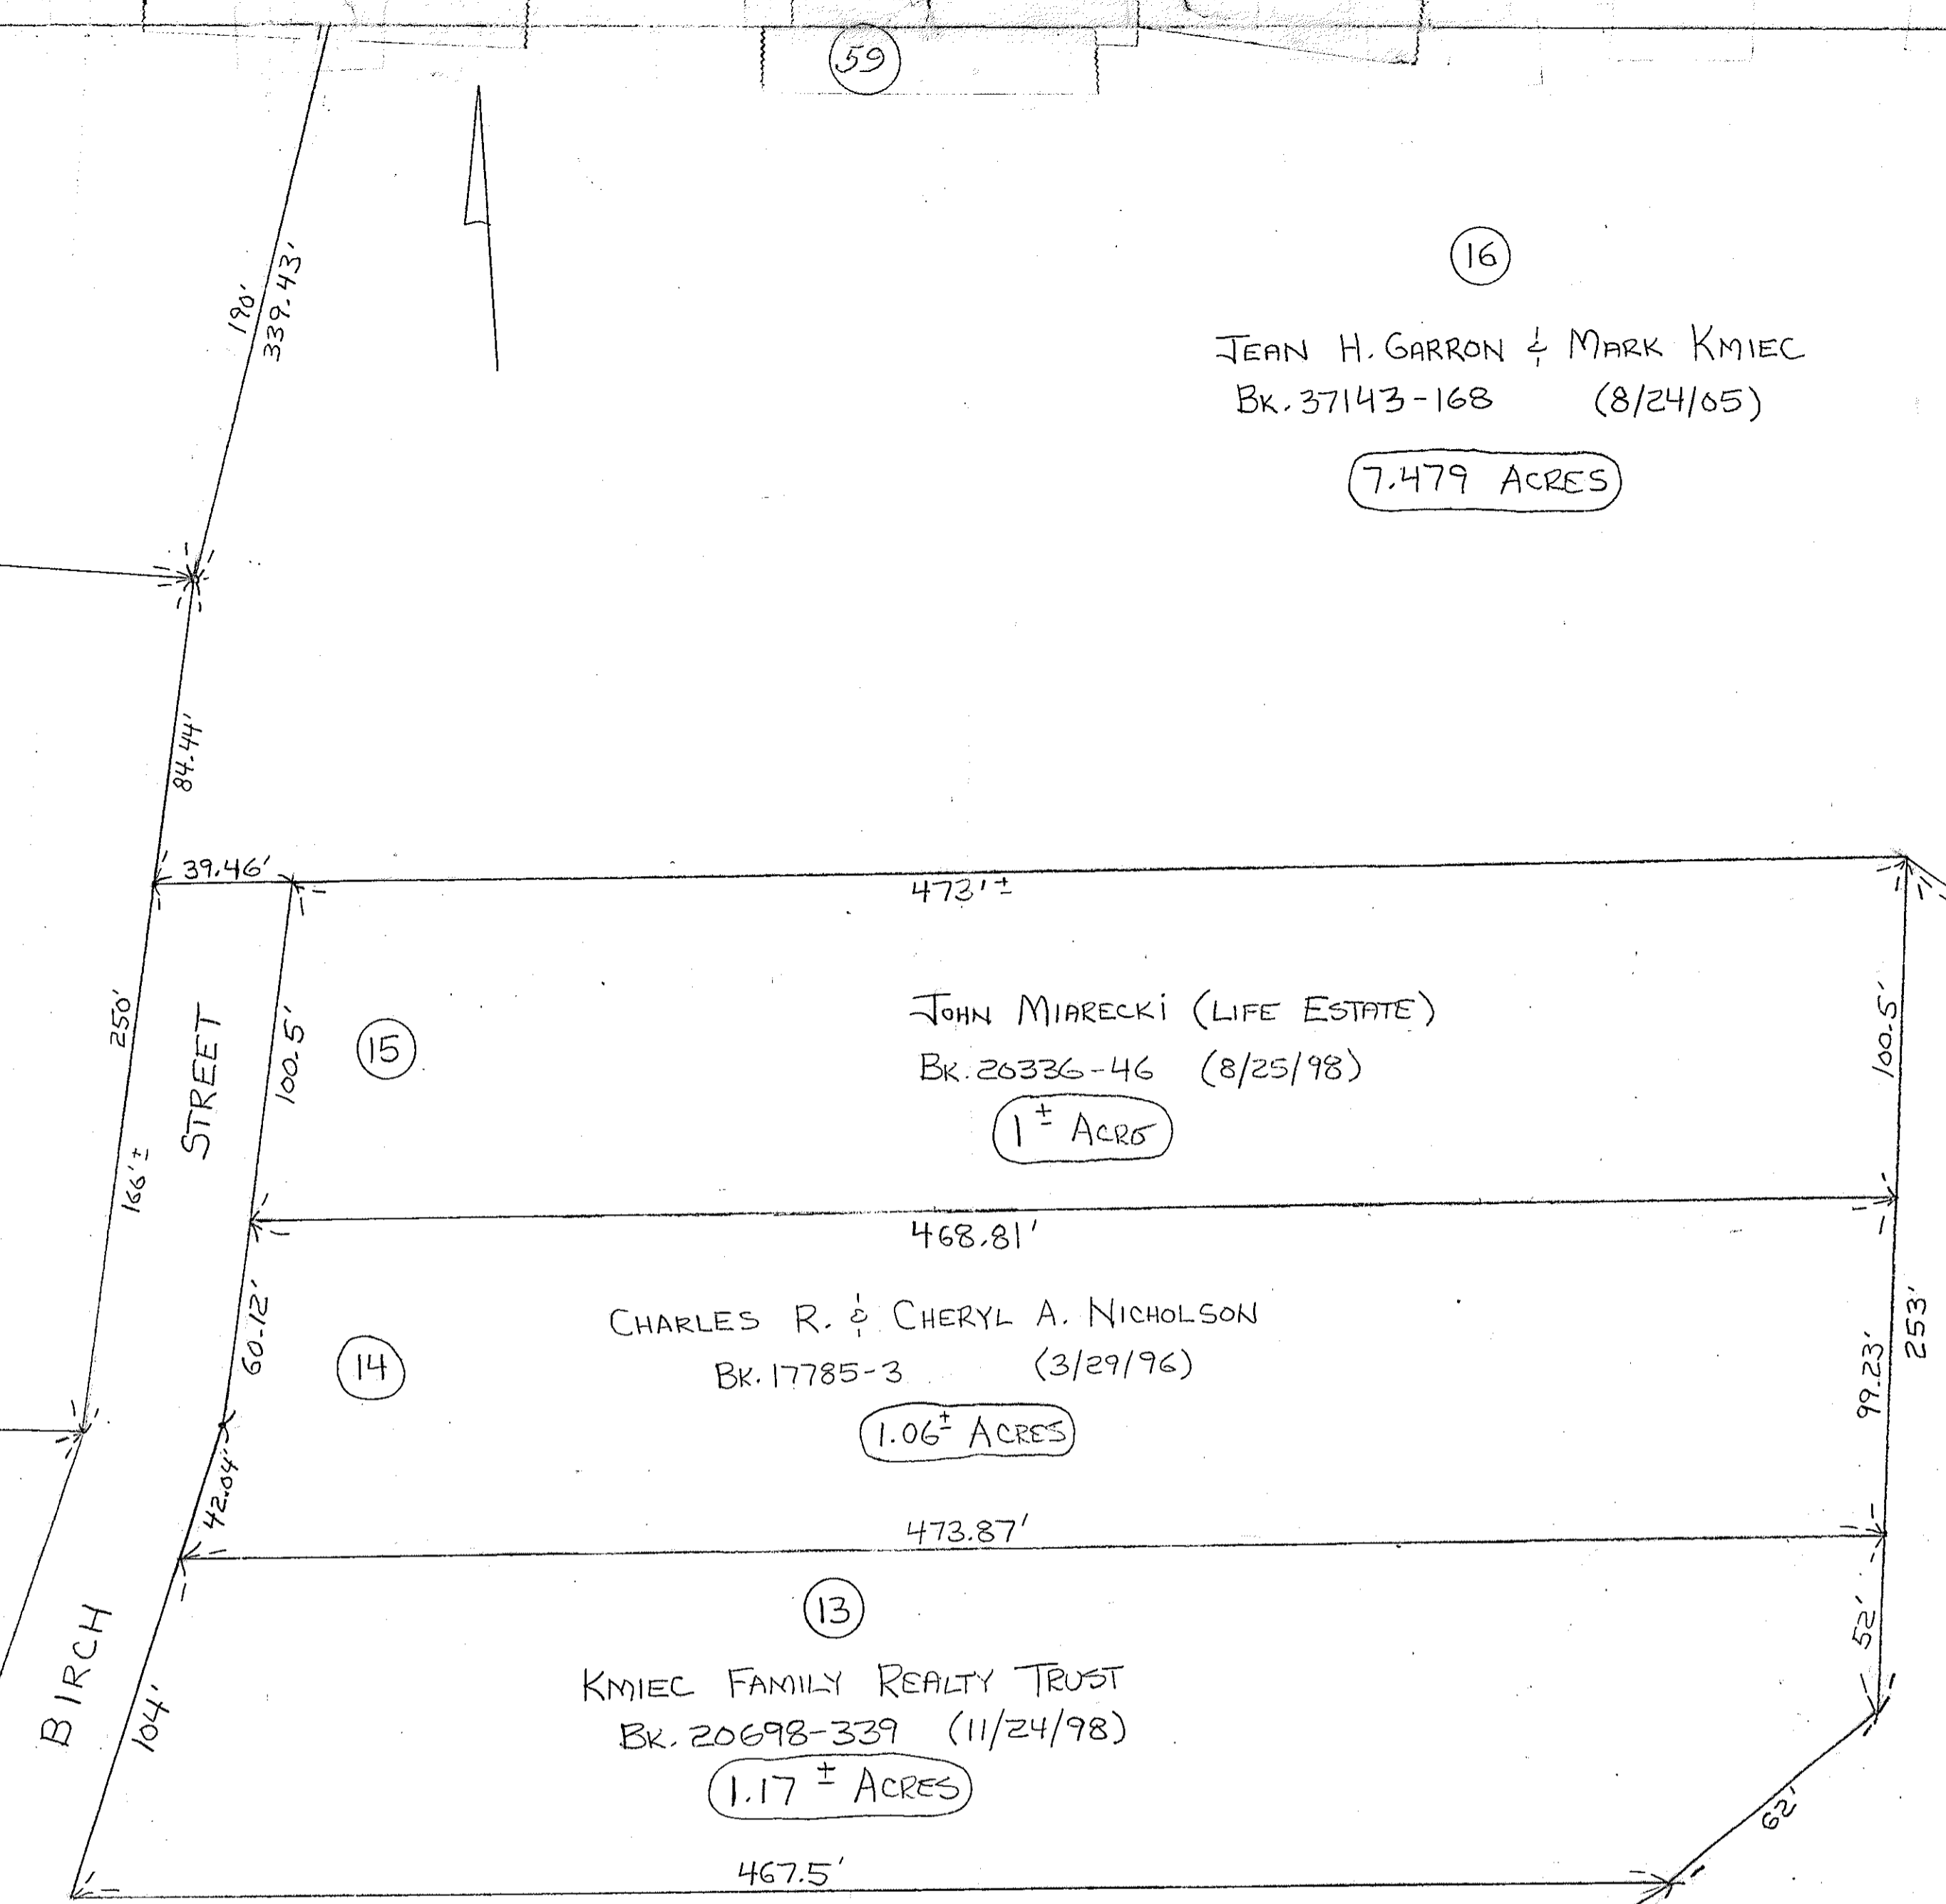 59
16
JEAN H. GARRON & MARK KMIEC
BK. 37143-168 (8/24/05)
7.479 ACRES
190'
339.43'
84.44'
39.46'
473'±
250'
166'±
STREET
100.5'
15
JOHN MIARECKI (LIFE ESTATE)
BK. 20336-46 (8/25/98)
1± ACRE
100.5'
468.81'
60.12'
14
CHARLES R. & CHERYL A. NICHOLSON
BK. 17785-3 (3/29/96)
1.06± ACRES
99.23'
253'
42.04'
473.87'
13
KMIEC FAMILY REALTY TRUST
BK. 20698-339 (11/24/98)
1.17± ACRES
52'
BIRCH
104'
62'
467.5'